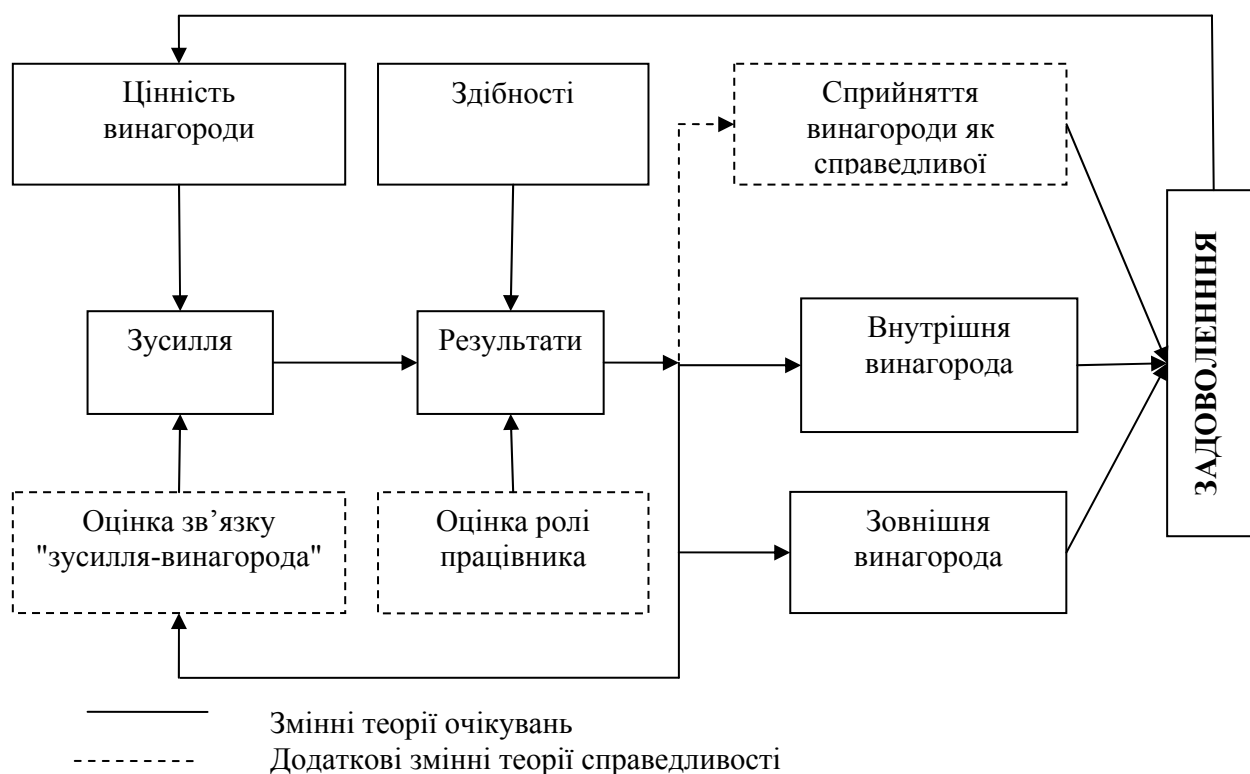 Цінність
винагороди
Здібності
Сприйняття
винагороди як
справедливої
Зусилля
Результати
Внутрішня
винагорода
ЗАДОВОЛЕНННЯ
Оцінка зв’язку
"зусилля-винагорода"
Оцінка ролі
працівника
Зовнішня
винагорода
Змінні теорії очікувань
Додаткові змінні теорії справедливості